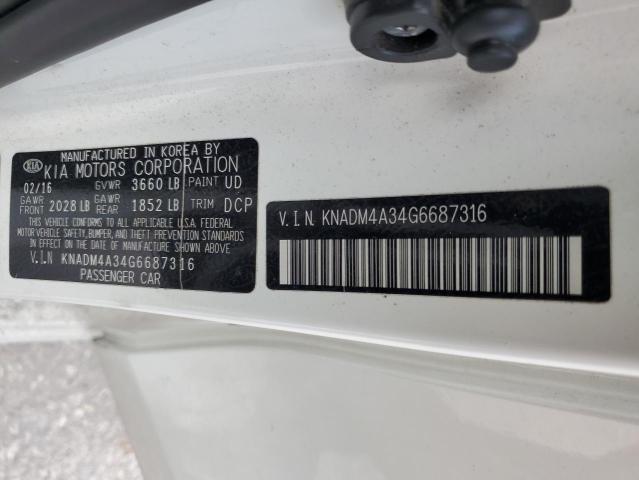 MANUFACTURED IN KOREA BY
KIA KIA MOTORS CORPORATION
02/16 GVWR 3660 LB PAINT UD
GAWR FRONT 2028 LB GAWR REAR 1852 LB TRIM DCP
THIS VEHICLE CONFORMS TO ALL APPLICABLE U.S.A. FEDERAL
MOTOR VEHICLE SAFETY, BUMPER, AND THEFT PREVENTION STANDARDS
IN EFFECT ON THE DATE OF MANUFACTURE SHOWN ABOVE.
V.I.N KNADM4A34G6687316
PASSENGER CAR
V.I.N. KNADM4A34G6687316